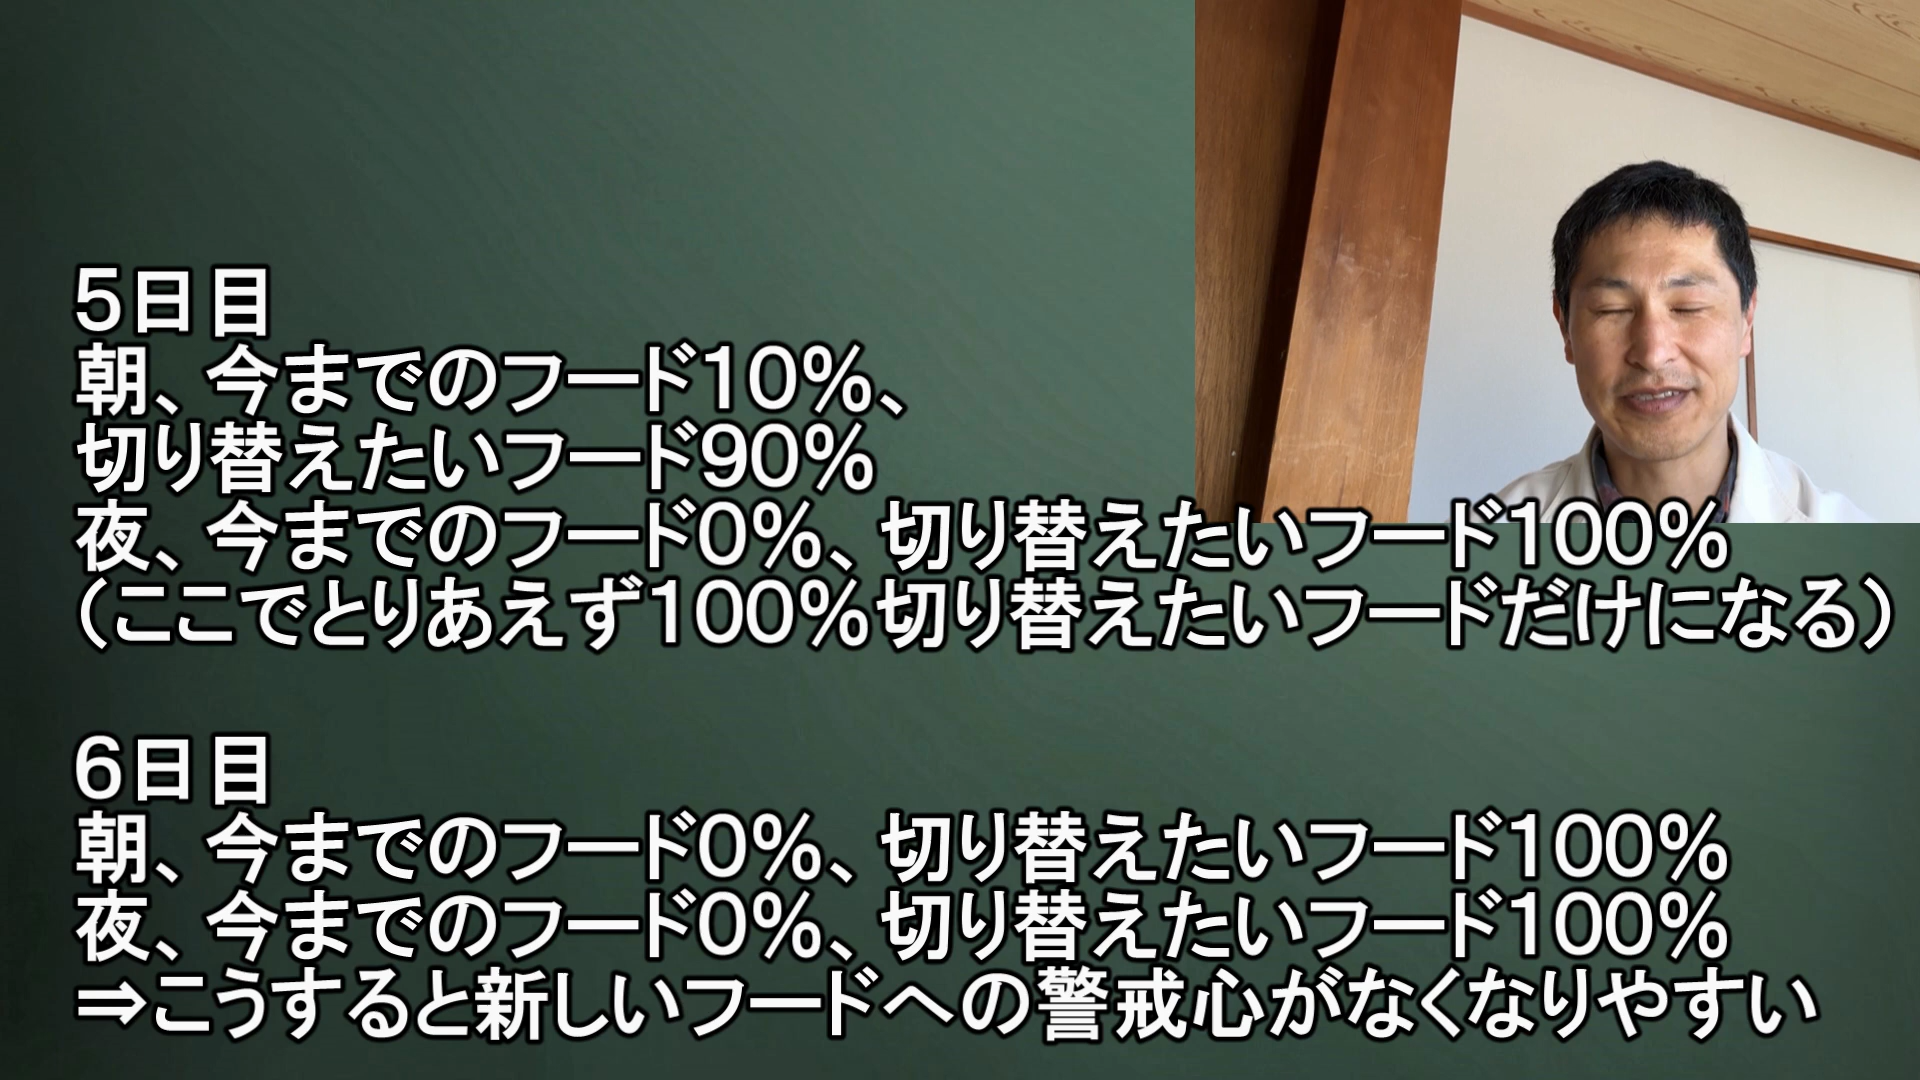 5日目
朝、今までのフード10％、
切り替えたいフード90％
夜、今までのフード0％、切り替えたいフード100％
（ここでとりあえず100％切り替えたいフードだけになる）
6日目
朝、今までのフード0％、切り替えたいフード100％
夜、今までのフード0％、切り替えたいフード100％
⇒こうすると新しいフードへの警戒心がなくなりやすい